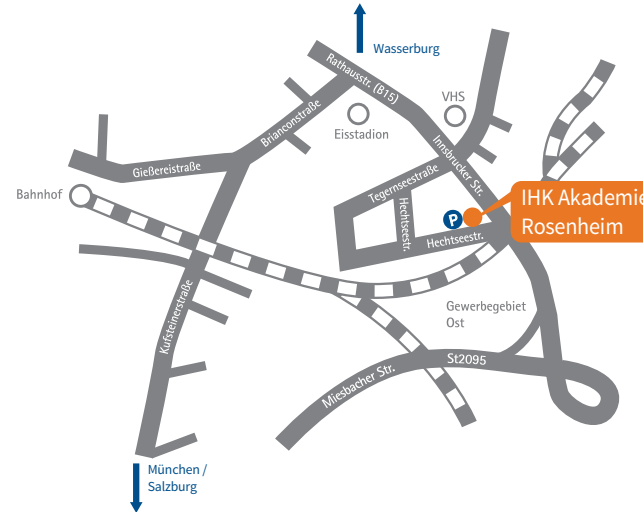 Wasserburg
Rathausstr. (B15)
VHS
Brianconstraße
Eisstadion
Innsbrucker Str.
Gießereistraße
Tegernseestraße
Bahnhof
Hechtseestr.
P
IHK Akademie
Rosenheim
Hechtseestr.
Kufsteinerstraße
Gewerbegebiet
Ost
St2095
Miesbacher Str.
München /
Salzburg